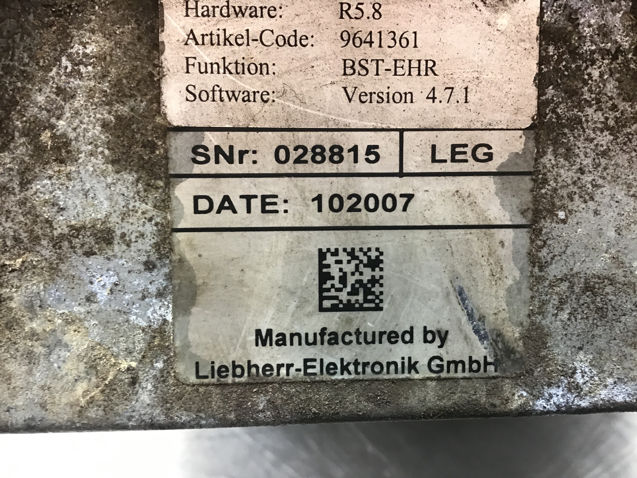 Hardware: R5.8
Artikel-Code: 9641361
Funktion: BST-EHR
Software: Version 4.7.1
SNr: 028815 LEG
DATE: 102007
Manufactured by
Liebherr-Elektronik GmbH